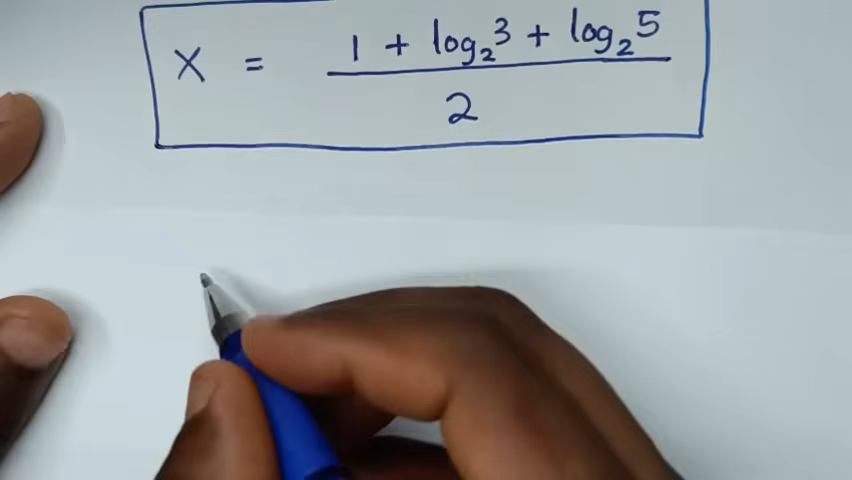 X = (1 + log₂3 + log₂5) / 2